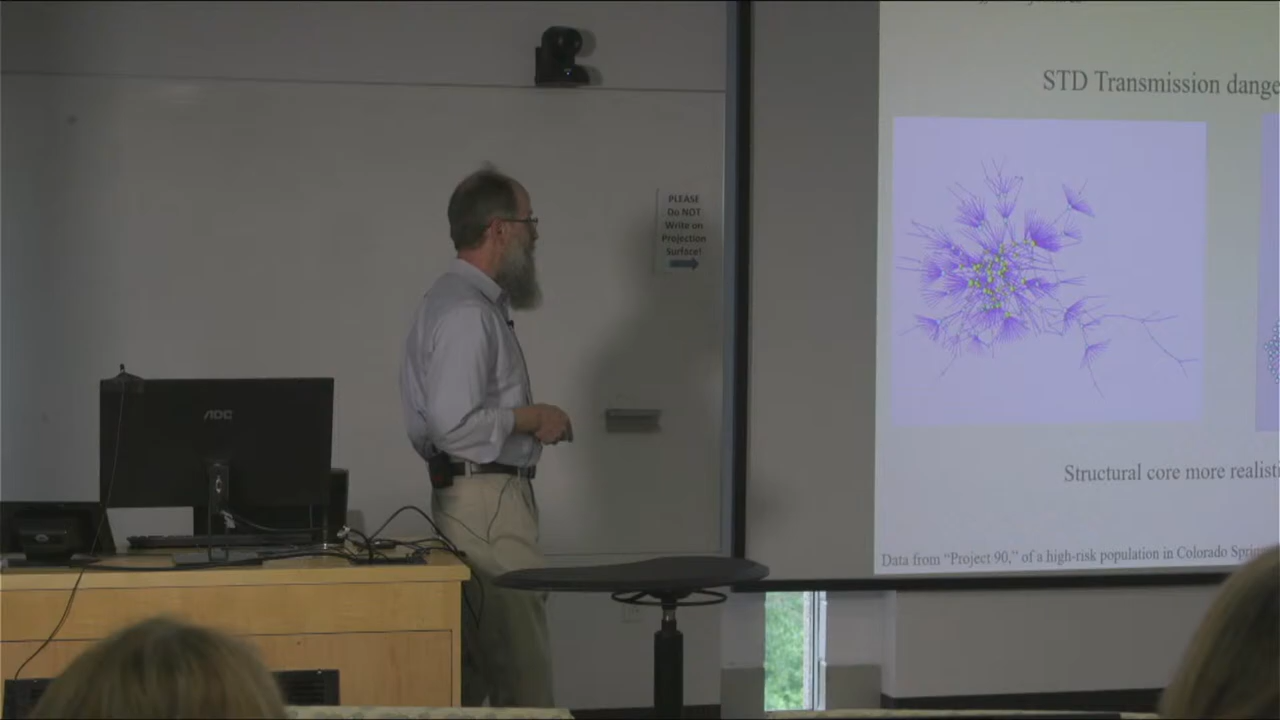 STD Transmission dange
PLEASE
Do NOT
Write on
Projection
Surface!
AOC
Structural core more realisti
Data from “Project 90,” of a high-risk population in Colorado Sprin